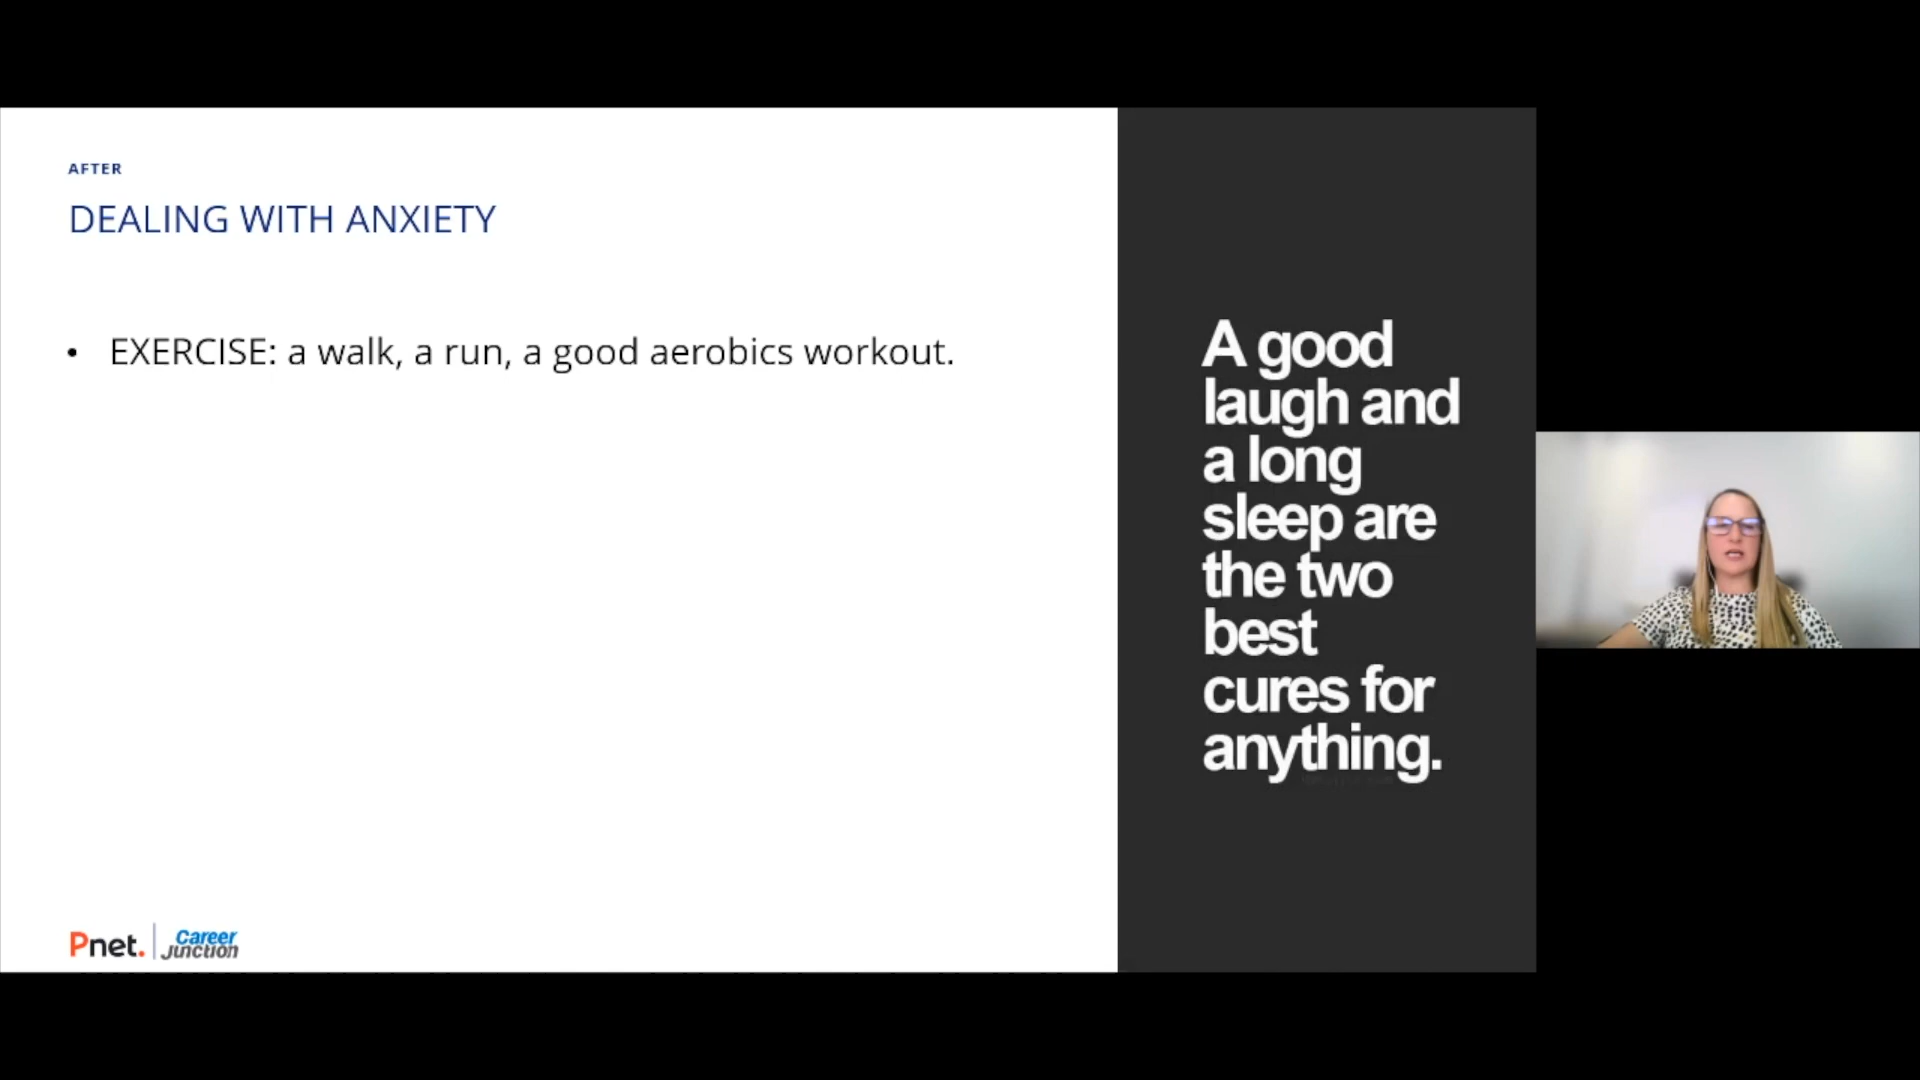 AFTER
DEALING WITH ANXIETY
• EXERCISE: a walk, a run, a good aerobics workout.
A good
laugh and
a long
sleep are
the two
best
cures for
anything.
Pnet. | Career
Junction